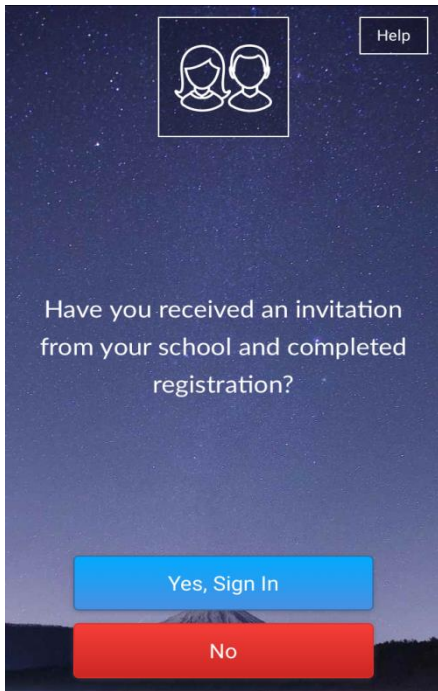 Help
Have you received an invitation
from your school and completed
registration?
Yes, Sign In
No